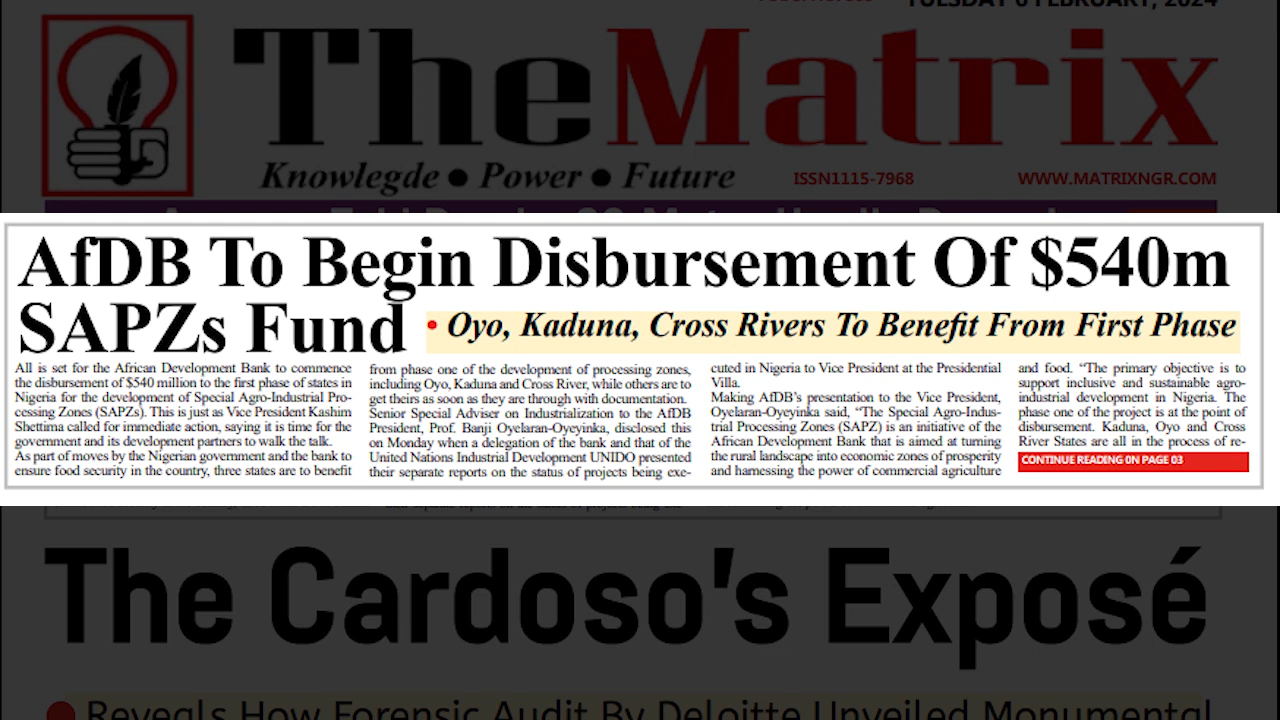 TUESDAY 6 FEBRUARY, 2024
TheMatrix
Knowlegde • Power • Future
ISSN1115-7968
WWW.MATRIXNGR.COM
AfDB To Begin Disbursement Of $540m
SAPZs Fund
• Oyo, Kaduna, Cross Rivers To Benefit From First Phase
All is set for the African Development Bank to commence
the disbursement of $540 million to the first phase of states in
Nigeria for the development of Special Agro-Industrial Pro-
cessing Zones (SAPZs). This is just as Vice President Kashim
Shettima called for immediate action, saying it is time for the
government and its development partners to walk the talk.
As part of moves by the Nigerian government and the bank to
ensure food security in the country, three states are to benefit
from phase one of the development of processing zones,
including Oyo, Kaduna and Cross River, while others are to
get theirs as soon as they are through with documentation.
Senior Special Adviser on Industrialization to the AfDB
President, Prof. Banji Oyelaran-Oyeyinka, disclosed this
on Monday when a delegation of the bank and that of the
United Nations Industrial Development UNIDO presented
their separate reports on the status of projects being exe-
cuted in Nigeria to Vice President at the Presidential
Villa.
Making AfDB's presentation to the Vice President,
Oyelaran-Oyeyinka said, “The Special Agro-Indus-
trial Processing Zones (SAPZ) is an initiative of the
African Development Bank that is aimed at turning
the rural landscape into economic zones of prosperity
and harnessing the power of commercial agriculture
and food. “The primary objective is to
support inclusive and sustainable agro-
industrial development in Nigeria. The
phase one of the project is at the point of
disbursement. Kaduna, Oyo and Cross
River States are all in the process of re-
CONTINUE READING 0N PAGE 03
The Cardoso's Exposé
Reveals How Forensic Audit By Deloitte Unveiled Monumental